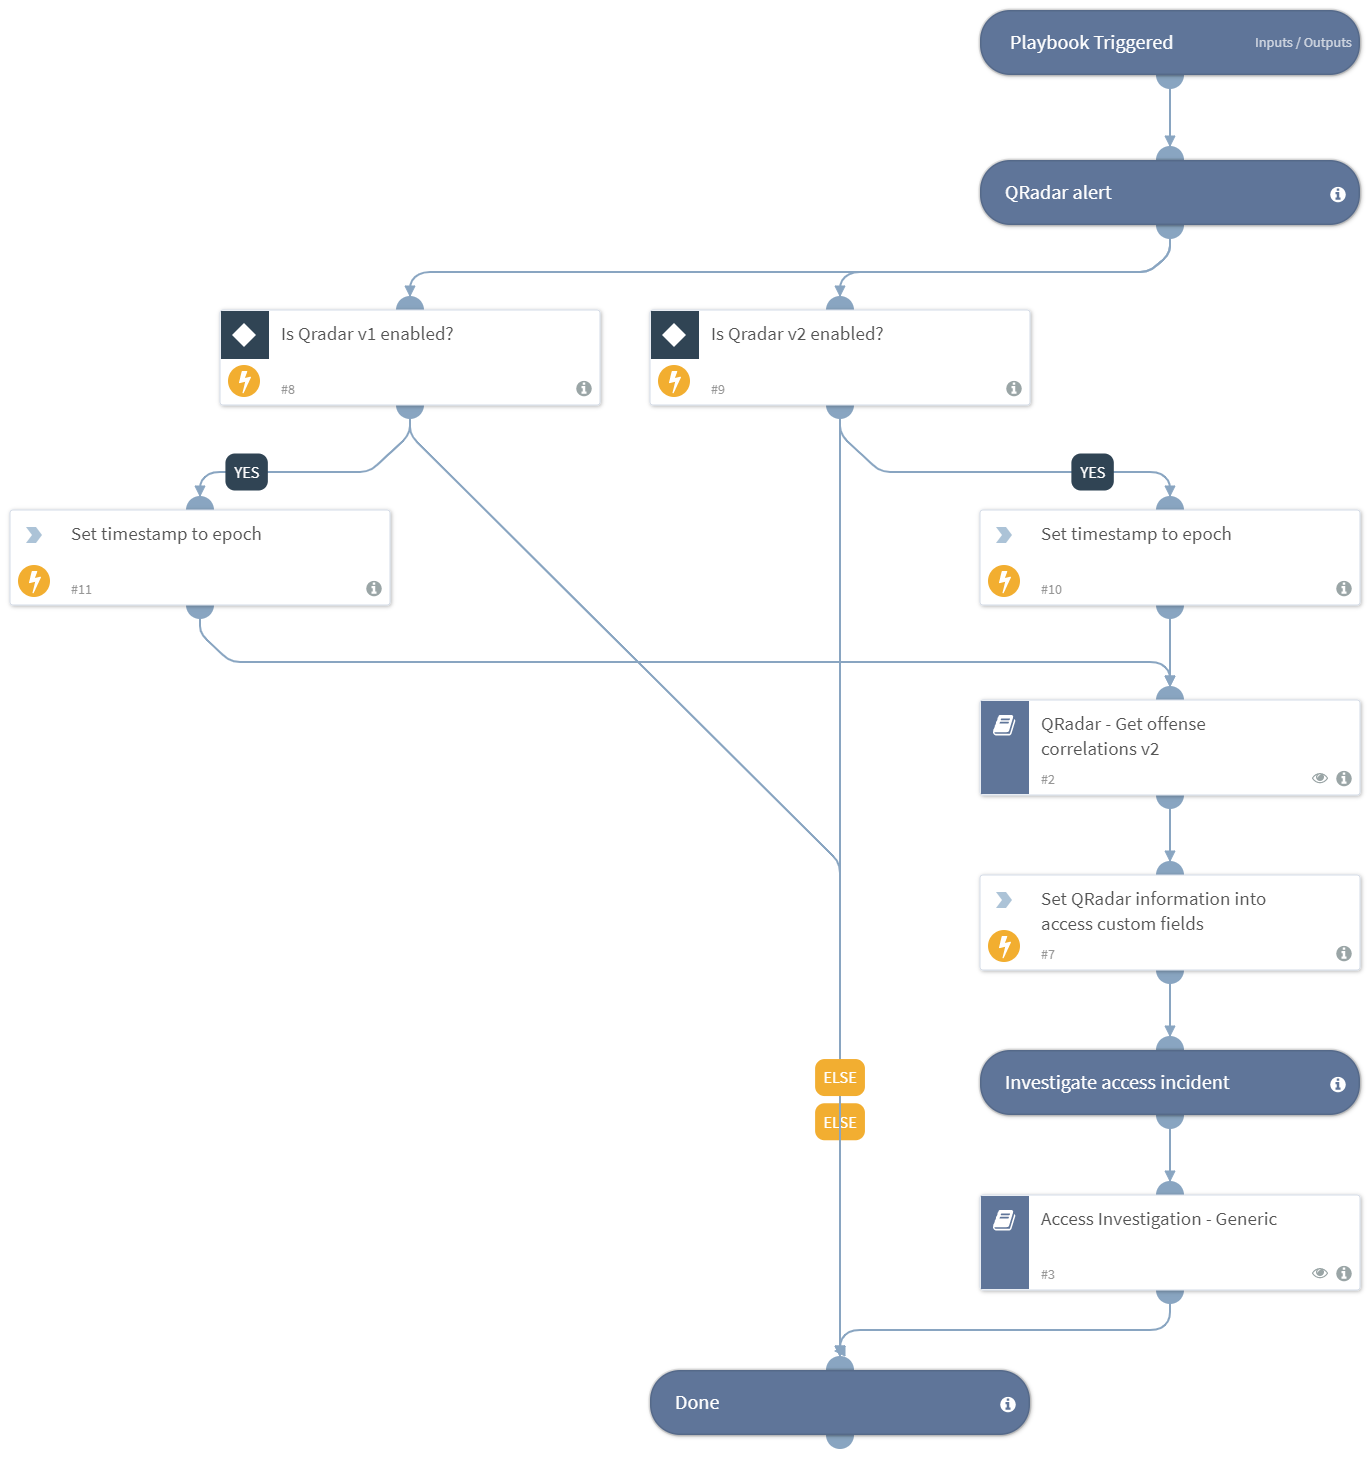 Playbook Triggered
Inputs / Outputs
QRadar alert
Is Qradar v1 enabled?
#8
Is Qradar v2 enabled?
#9
YES
YES
Set timestamp to epoch
#11
Set timestamp to epoch
#10
QRadar - Get offense
correlations v2
#2
Set QRadar information into
access custom fields
#7
ELSE
ELSE
Investigate access incident
Access Investigation - Generic
#3
Done